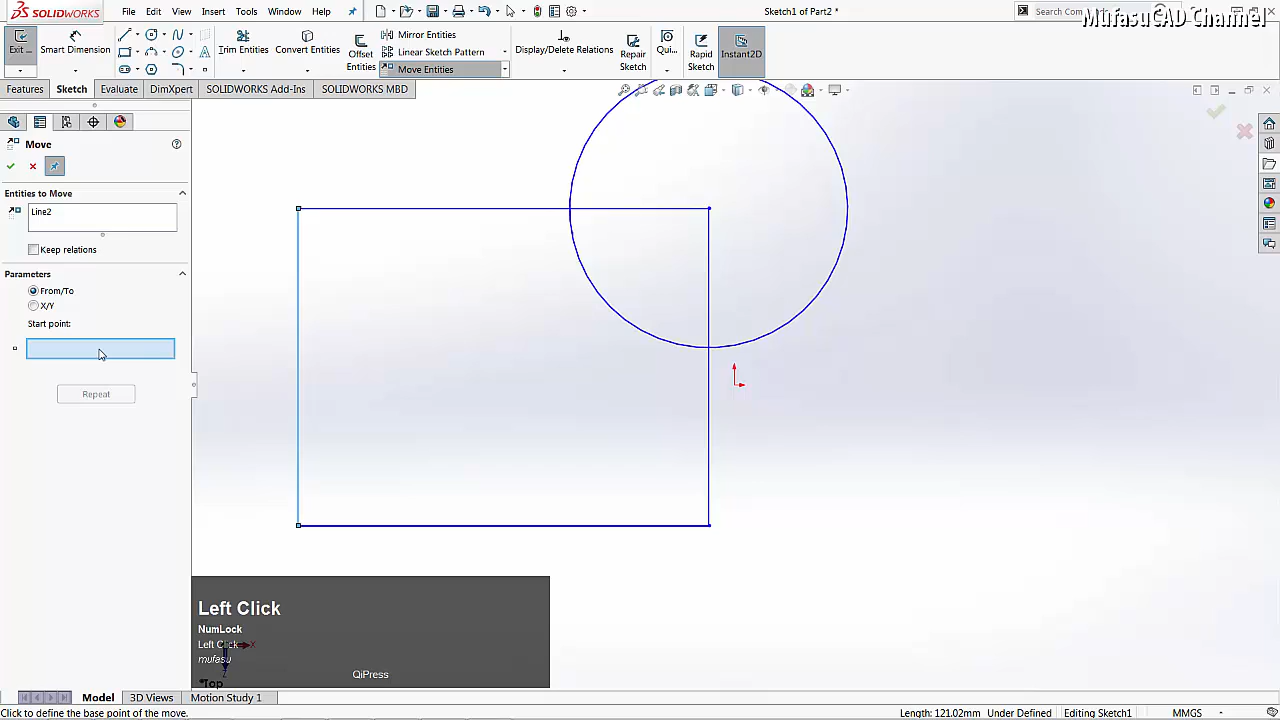 SOLIDWORKS
File
Edit
View
Insert
Tools
Window
Help
Sketch1 of Part2 *
Search Com
MufasuCAD Channel
Exit ...
Smart Dimension
Trim Entities
Convert Entities
Offset
Entities
Mirror Entities
Linear Sketch Pattern
Move Entities
Display/Delete Relations
Repair
Sketch
Qui...
Rapid
Sketch
Instant2D
Features
Sketch
Evaluate
DimXpert
SOLIDWORKS Add-Ins
SOLIDWORKS MBD
Move
Entities to Move
Line2
Keep relations
Parameters
From/To
X/Y
Start point:
Repeat
Left Click
NumLock
Left Click
mufasu
QiPress
X
Z
*Top
Model
3D Views
Motion Study 1
Click to define the base point of the move.
Length: 121.02mm
Under Defined
Editing Sketch1
MMGS